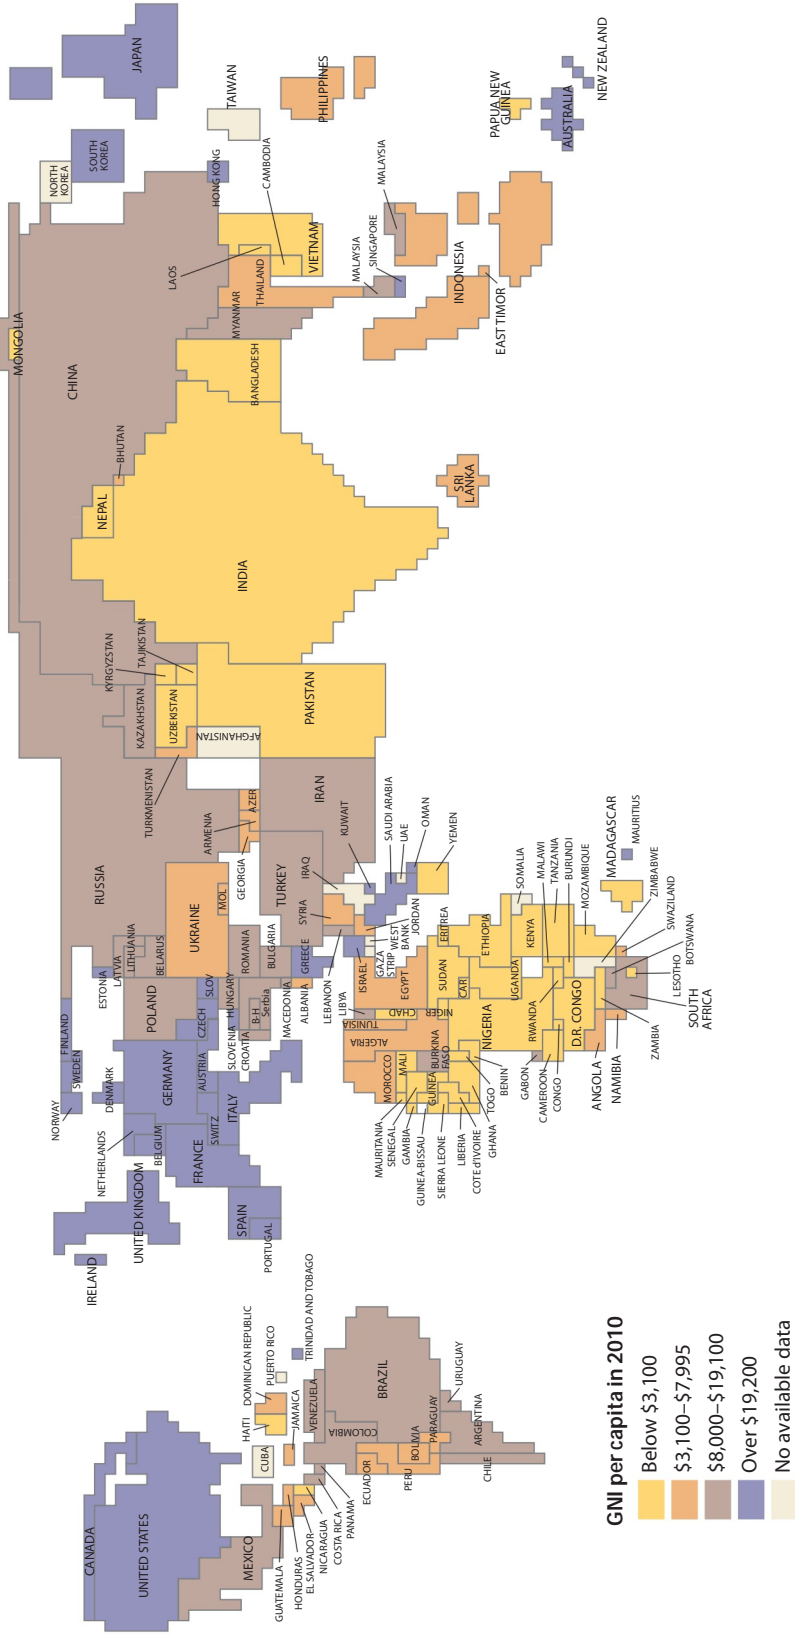 CANADA
UNITED STATES
MEXICO
GUATEMALA
HONDURAS
EL SALVADOR
NICARAGUA
COSTA RICA
PANAMA
CUBA
HAITI
DOMINICAN REPUBLIC
PUERTO RICO
JAMAICA
TRINIDAD AND TOBAGO
VENEZUELA
COLOMBIA
ECUADOR
PERU
BOLIVIA
BRAZIL
PARAGUAY
URUGUAY
ARGENTINA
CHILE
IRELAND
UNITED KINGDOM
NORWAY
SWEDEN
FINLAND
DENMARK
NETHERLANDS
BELGIUM
GERMANY
FRANCE
SWITZ
SPAIN
PORTUGAL
ITALY
AUSTRIA
CZECH
SLOV
POLAND
ESTONIA
LATVIA
LITHUANIA
BELARUS
UKRAINE
MOL
HUNGARY
SLOVENIA
CROATIA
B-H
Serbia
ROMANIA
BULGARIA
MACEDONIA
ALBANIA
GREECE
RUSSIA
TURKEY
GEORGIA
ARMENIA
AZER
TURKMENISTAN
KAZAKHSTAN
UZBEKISTAN
KYRGYZSTAN
TAJIKISTAN
AFGHANISTAN
IRAN
IRAQ
KUWAIT
SYRIA
LEBANON
ISRAEL
GAZA
STRIP
WEST
BANK
JORDAN
SAUDI ARABIA
UAE
OMAN
YEMEN
PAKISTAN
INDIA
NEPAL
BHUTAN
BANGLADESH
SRI
LANKA
CHINA
MONGOLIA
NORTH
KOREA
SOUTH
KOREA
JAPAN
TAIWAN
HONG KONG
MYANMAR
THAILAND
LAOS
CAMBODIA
VIETNAM
MALAYSIA
SINGAPORE
MALAYSIA
INDONESIA
EAST TIMOR
PHILIPPINES
PAPUA NEW
GUINEA
AUSTRALIA
NEW ZEALAND
MOROCCO
ALGERIA
TUNISIA
LIBYA
EGYPT
MAURITANIA
SENEGAL
GAMBIA
GUINEA-BISSAU
GUINEA
SIERRA LEONE
LIBERIA
COTE d'IVOIRE
GHANA
TOGO
BENIN
MALI
BURKINA
FASO
NIGER
CHAD
NIGERIA
SUDAN
CAR
ERITREA
ETHIOPIA
SOMALIA
KENYA
UGANDA
RWANDA
D.R. CONGO
GABON
CAMEROON
CONGO
ANGOLA
NAMIBIA
MALAWI
TANZANIA
BURUNDI
MOZAMBIQUE
MADAGASCAR
MAURITIUS
ZIMBABWE
SWAZILAND
BOTSWANA
LESOTHO
SOUTH
AFRICA
ZAMBIA
GNI per capita in 2010
Below $3,100
$3,100–$7,995
$8,000–$19,100
Over $19,200
No available data